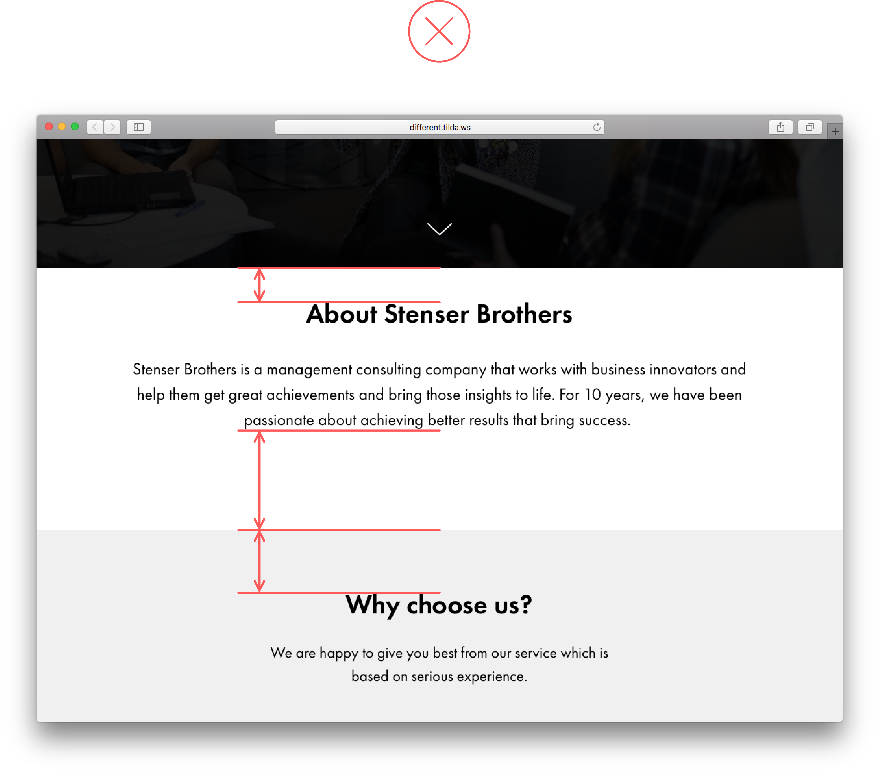 different.tilda.ws
About Stenser Brothers
Stenser Brothers is a management consulting company that works with business innovators and
help them get great achievements and bring those insights to life. For 10 years, we have been
passionate about achieving better results that bring success.
Why choose us?
We are happy to give you best from our service which is
based on serious experience.